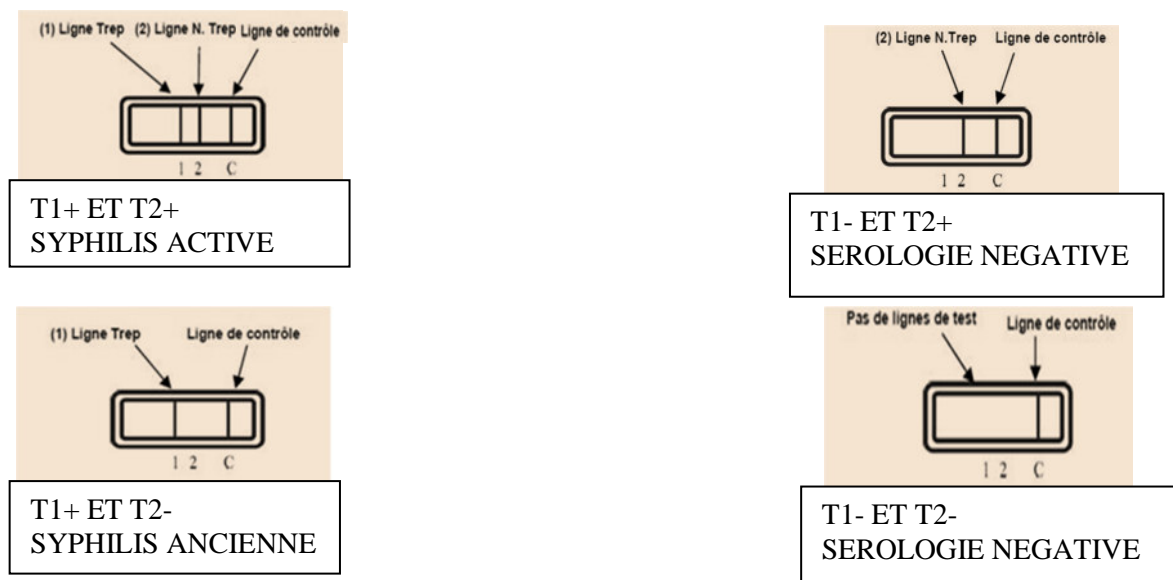 (1) Ligne Trep (2) Ligne N. Trep Ligne de contrôle
1 2 C
T1+ ET T2+
SYPHILIS ACTIVE
(2) Ligne N.Trep Ligne de contrôle
1 2 C
T1- ET T2+
SEROLOGIE NEGATIVE
(1) Ligne Trep Ligne de contrôle
1 2 C
T1+ ET T2-
SYPHILIS ANCIENNE
Pas de lignes de test Ligne de contrôle
1 2 C
T1- ET T2-
SEROLOGIE NEGATIVE